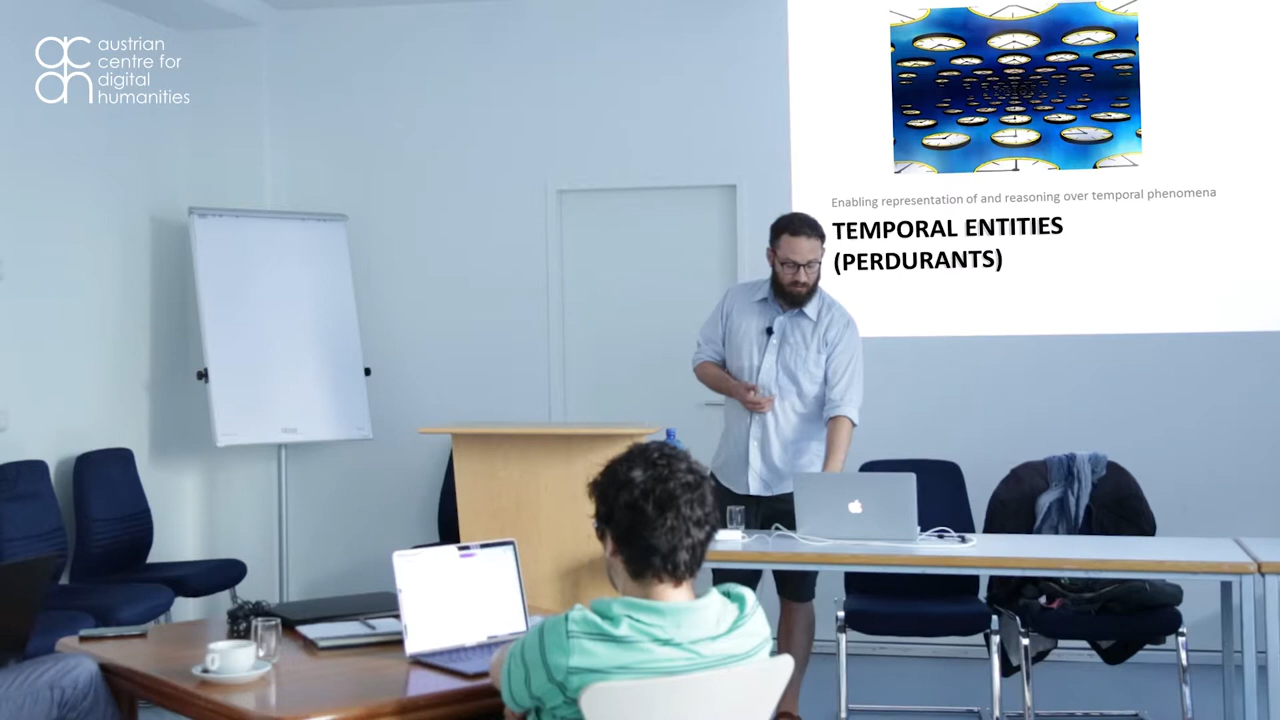 austrian
centre for
digital
humanities
Enabling representation of and reasoning over temporal phenomena
TEMPORAL ENTITIES
(PERDURANTS)